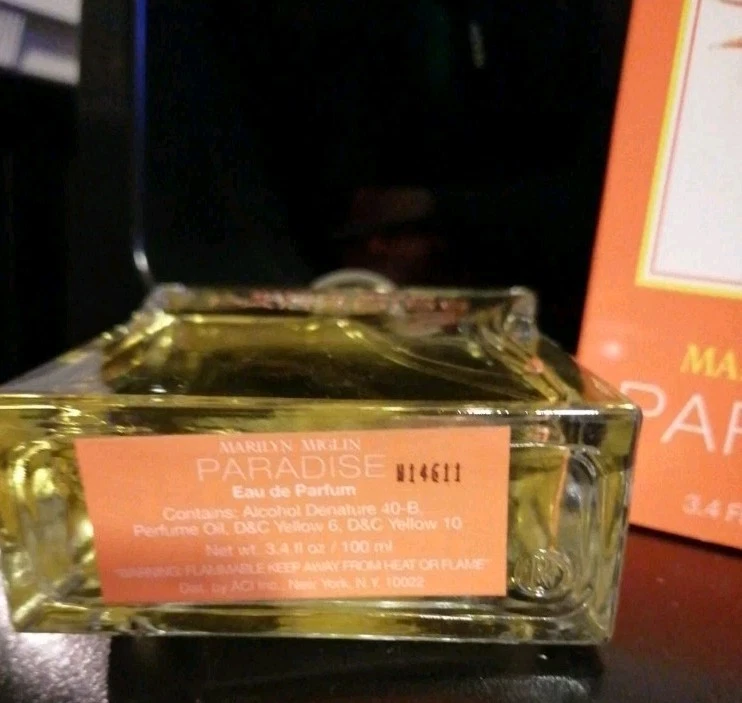 MARILYN MIGLIN
PARADISE
Eau de Parfum
Contains: Alcohol Denature 40-B,
Perfume Oil, D&C Yellow 6, D&C Yellow 10
Net wt. 3.4 fl oz / 100 ml
"WARNING: FLAMMABLE KEEP AWAY FROM HEAT OR FLAME"
Dist. by ACI Inc., New York, N.Y. 10022
MA
PAR
3.4 F